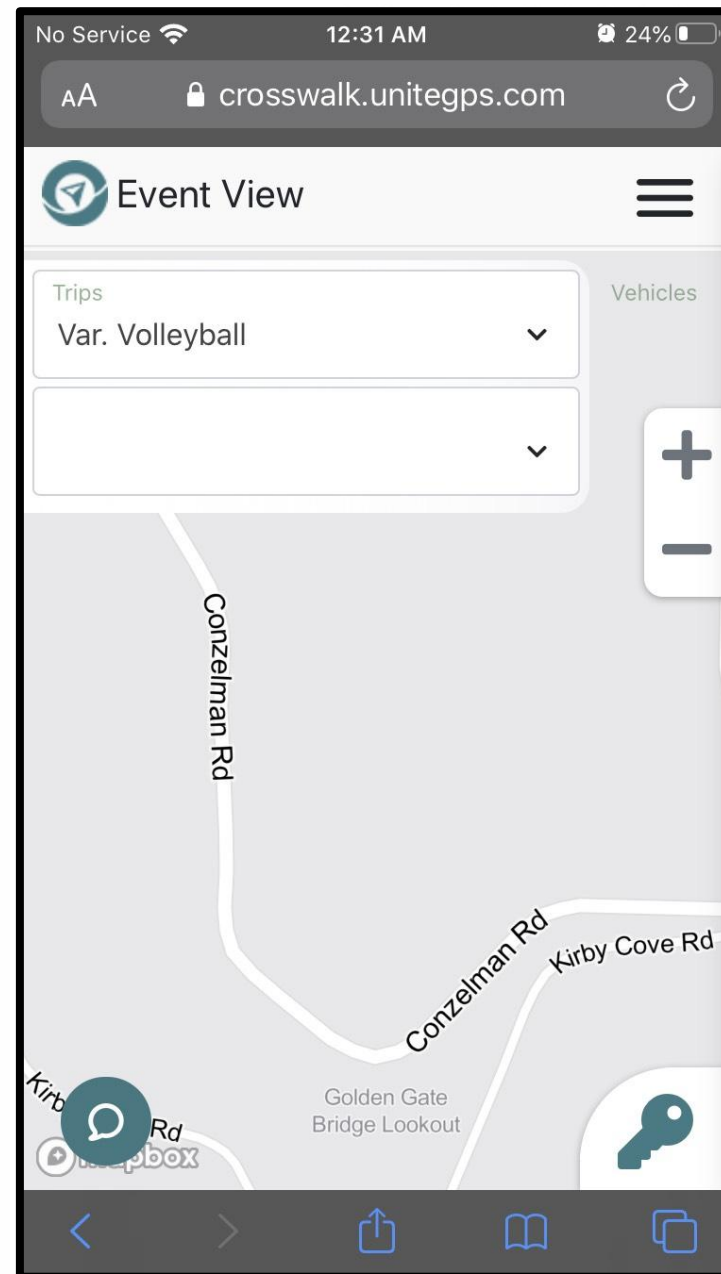 No Service 12:31 AM 24%
AA crosswalk.unitegps.com
Event View
Trips
Vehicles
Var. Volleyball
Conzelman Rd
Conzelman Rd
Kirby Cove Rd
Golden Gate
Bridge Lookout
Rd
mapbox